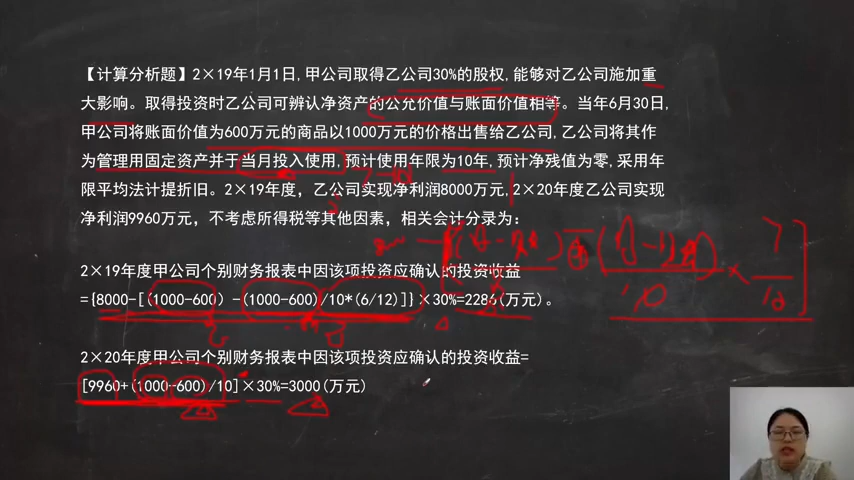 【计算分析题】2×19年1月1日,甲公司取得乙公司30%的股权,能够对乙公司施加重
大影响。取得投资时乙公司可辨认净资产的公允价值与账面价值相等。当年6月30日,
甲公司将账面价值为600万元的商品以1000万元的价格出售给乙公司,乙公司将其作
为管理用固定资产并于当月投入使用,预计使用年限为10年,预计净残值为零,采用年
限平均法计提折旧。2×19年度，乙公司实现净利润8000万元,2×20年度乙公司实现
净利润9960万元，不考虑所得税等其他因素，相关会计分录为:
2×19年度甲公司个别财务报表中因该项投资应确认的投资收益
={8000-[(1000-600) -(1000-600)/10*(6/12)]}×30%=2286(万元)。
2×20年度甲公司个别财务报表中因该项投资应确认的投资收益=
[9960+(1000-600)/10]×30%=3000(万元)